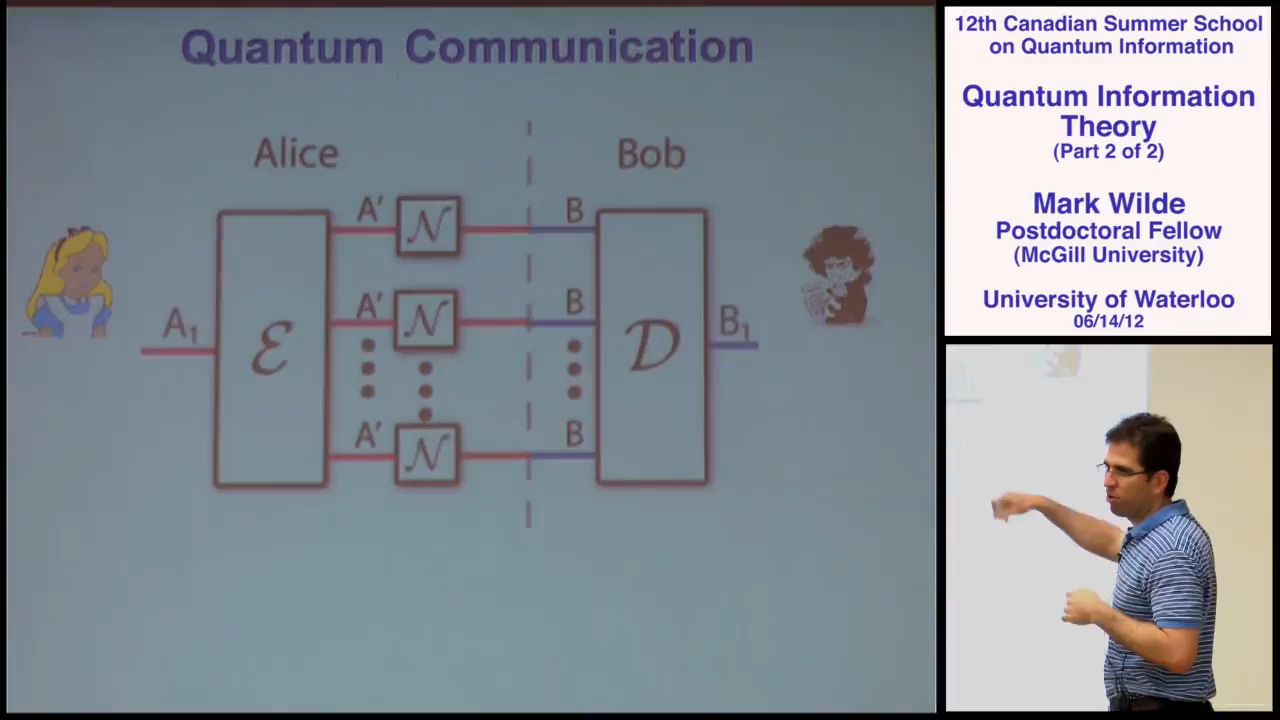 Quantum Communication
Alice
Bob
A'
N
B
A'
N
B
A₁
E
D
B₁
A'
N
B
12th Canadian Summer School
on Quantum Information
Quantum Information
Theory
(Part 2 of 2)
Mark Wilde
Postdoctoral Fellow
(McGill University)
University of Waterloo
06/14/12